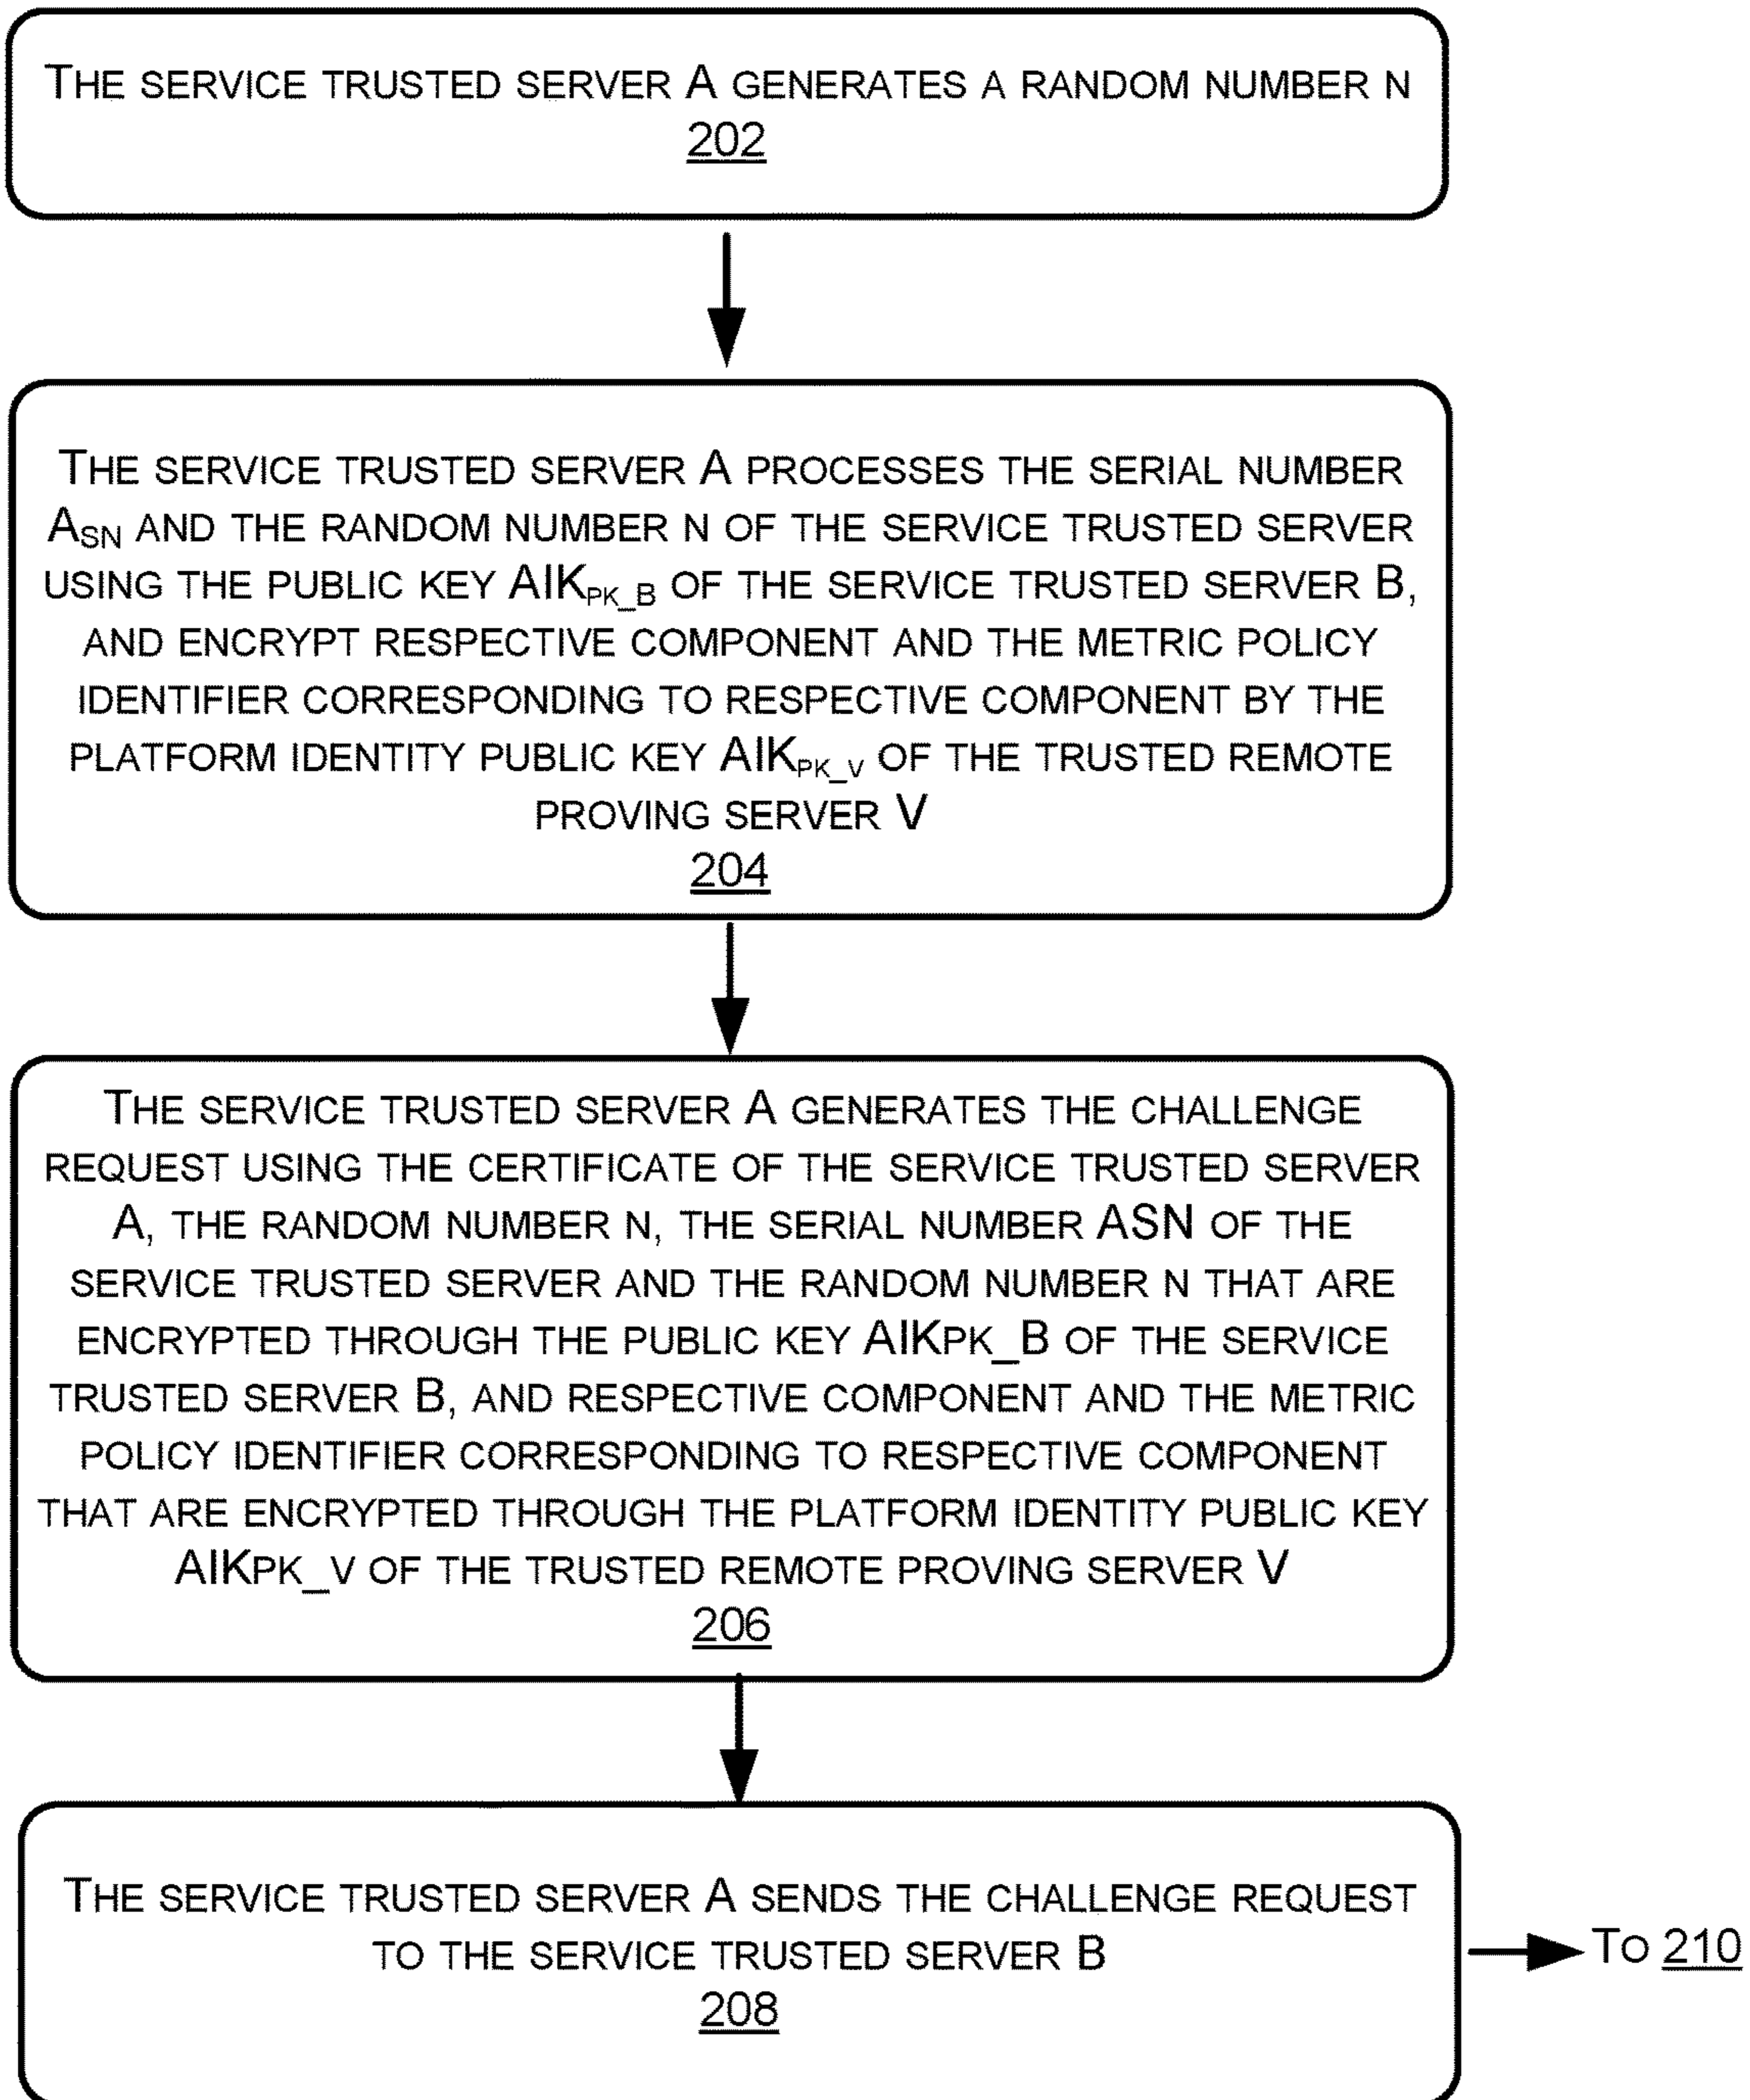 THE SERVICE TRUSTED SERVER A GENERATES A RANDOM NUMBER N
202
THE SERVICE TRUSTED SERVER A PROCESSES THE SERIAL NUMBER
ASN AND THE RANDOM NUMBER N OF THE SERVICE TRUSTED SERVER
USING THE PUBLIC KEY AIKPK_B OF THE SERVICE TRUSTED SERVER B,
AND ENCRYPT RESPECTIVE COMPONENT AND THE METRIC POLICY
IDENTIFIER CORRESPONDING TO RESPECTIVE COMPONENT BY THE
PLATFORM IDENTITY PUBLIC KEY AIKPK_V OF THE TRUSTED REMOTE
PROVING SERVER V
204
THE SERVICE TRUSTED SERVER A GENERATES THE CHALLENGE
REQUEST USING THE CERTIFICATE OF THE SERVICE TRUSTED SERVER
A, THE RANDOM NUMBER N, THE SERIAL NUMBER ASN OF THE
SERVICE TRUSTED SERVER AND THE RANDOM NUMBER N THAT ARE
ENCRYPTED THROUGH THE PUBLIC KEY AIKPK_B OF THE SERVICE
TRUSTED SERVER B, AND RESPECTIVE COMPONENT AND THE METRIC
POLICY IDENTIFIER CORRESPONDING TO RESPECTIVE COMPONENT
THAT ARE ENCRYPTED THROUGH THE PLATFORM IDENTITY PUBLIC KEY
AIKPK_V OF THE TRUSTED REMOTE PROVING SERVER V
206
THE SERVICE TRUSTED SERVER A SENDS THE CHALLENGE REQUEST
TO THE SERVICE TRUSTED SERVER B
208
TO 210